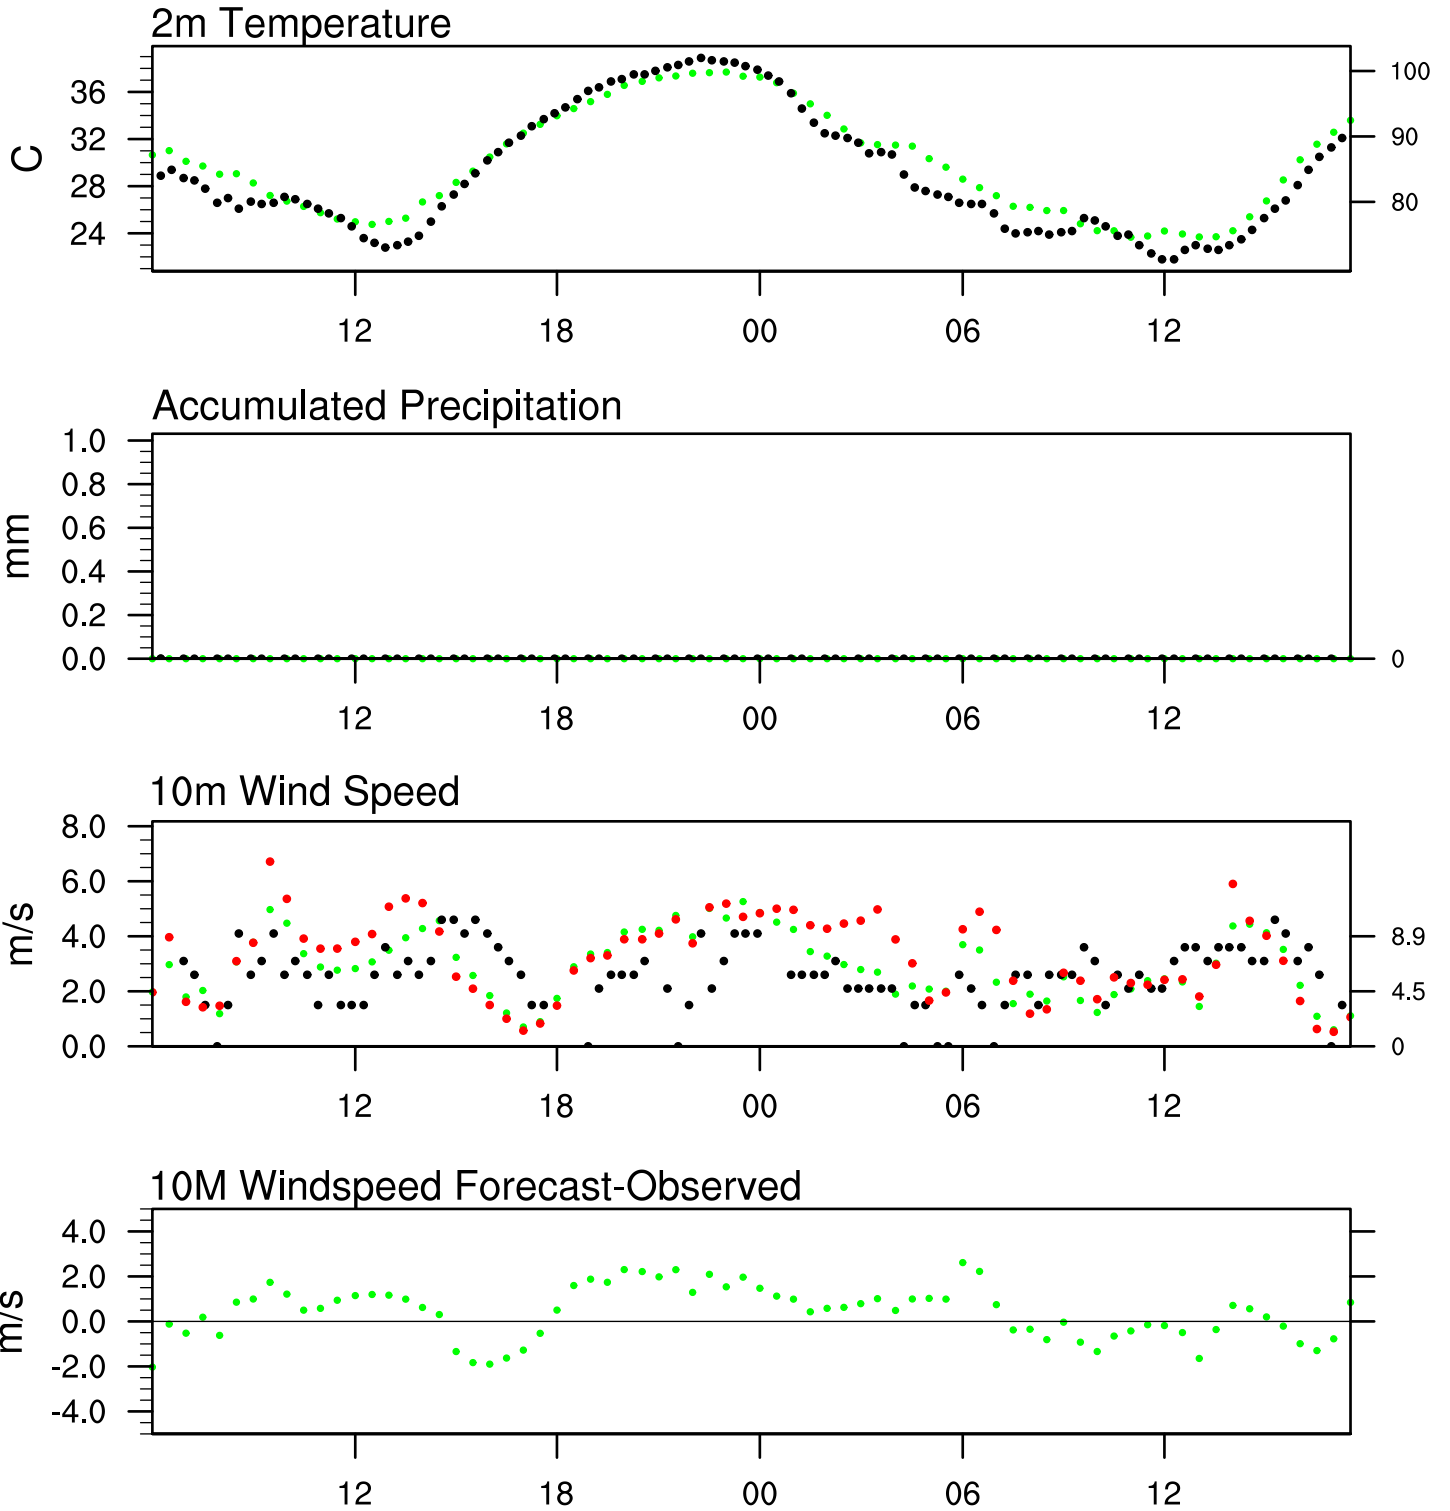 2m Temperature
36
32
28
24
C
100
90
80
12 18 00 06 12
Accumulated Precipitation
1.0
0.8
0.6
0.4
0.2
0.0
mm
0
12 18 00 06 12
10m Wind Speed
8.0
6.0
4.0
2.0
0.0
m/s
8.9
4.5
0
12 18 00 06 12
10M Windspeed Forecast-Observed
4.0
2.0
0.0
-2.0
-4.0
m/s
12 18 00 06 12